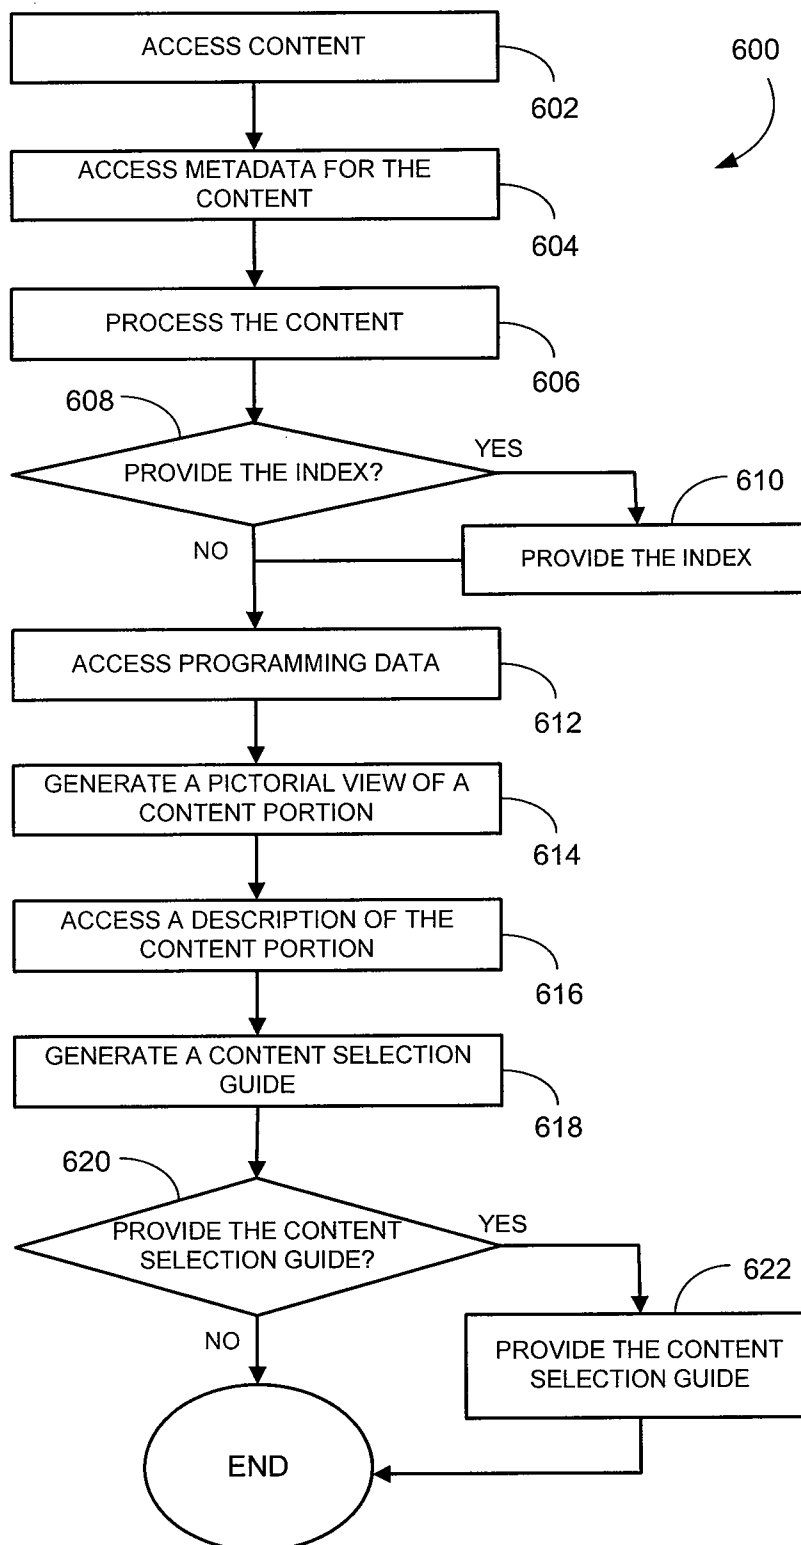 ACCESS CONTENT
600
602
ACCESS METADATA FOR THE
CONTENT
604
PROCESS THE CONTENT
606
608
PROVIDE THE INDEX?
YES
610
NO
PROVIDE THE INDEX
ACCESS PROGRAMMING DATA
612
GENERATE A PICTORIAL VIEW OF A
CONTENT PORTION
614
ACCESS A DESCRIPTION OF THE
CONTENT PORTION
616
GENERATE A CONTENT SELECTION
GUIDE
618
620
PROVIDE THE CONTENT
SELECTION GUIDE?
YES
622
NO
PROVIDE THE CONTENT
SELECTION GUIDE
END